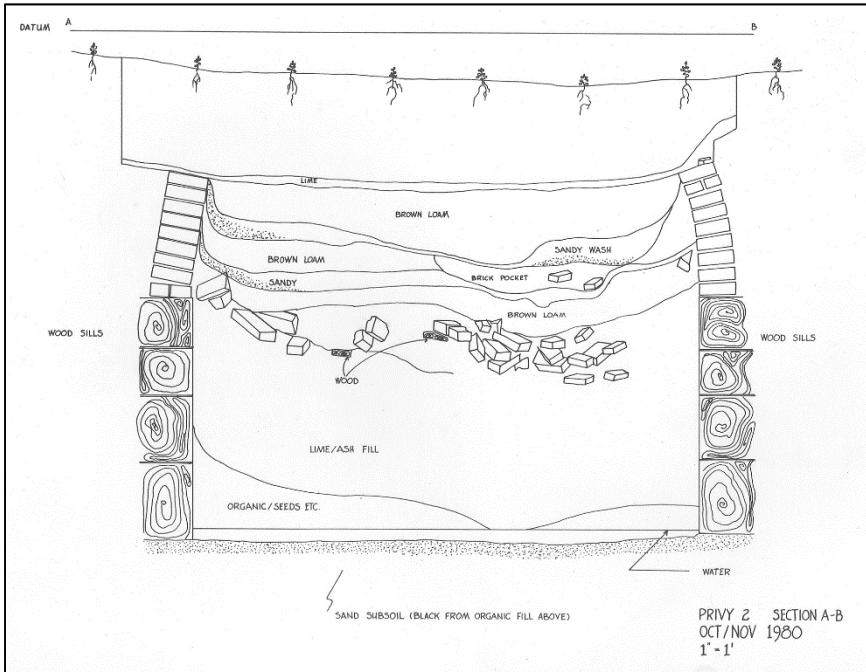 DATUM A B
LIME
BROWN LOAM
SANDY WASH
BROWN LOAM
BRICK POCKET
SANDY
BROWN LOAM
WOOD SILLS
WOOD SILLS
WOOD
LIME/ASH FILL
ORGANIC/SEEDS ETC.
WATER
SAND SUBSOIL (BLACK FROM ORGANIC FILL ABOVE)
PRIVY 2 SECTION A-B
OCT/NOV 1980
1" = 1'